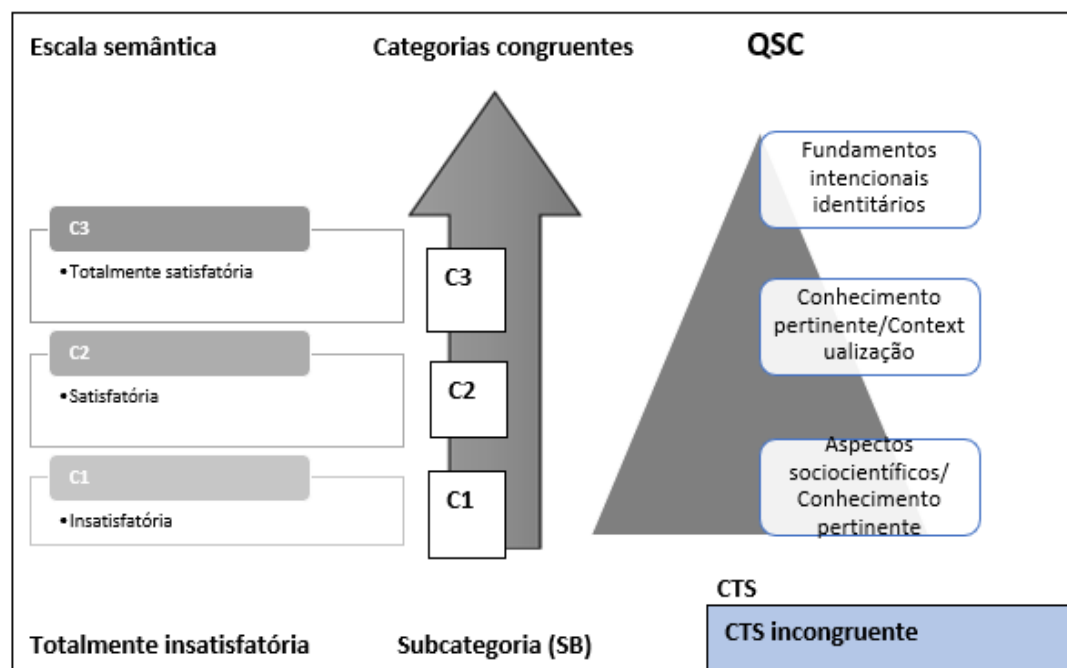 Escala semântica
Categorias congruentes
QSC
C3
•Totalmente satisfatória
C2
•Satisfatória
C1
•Insatisfatória
C3
C2
C1
Fundamentos
intencionais
identitários
Conhecimento
pertinente/Context
ualização
Aspectos
sociocientíficos/
Conhecimento
pertinente
CTS
Totalmente insatisfatória
Subcategoria (SB)
CTS incongruente